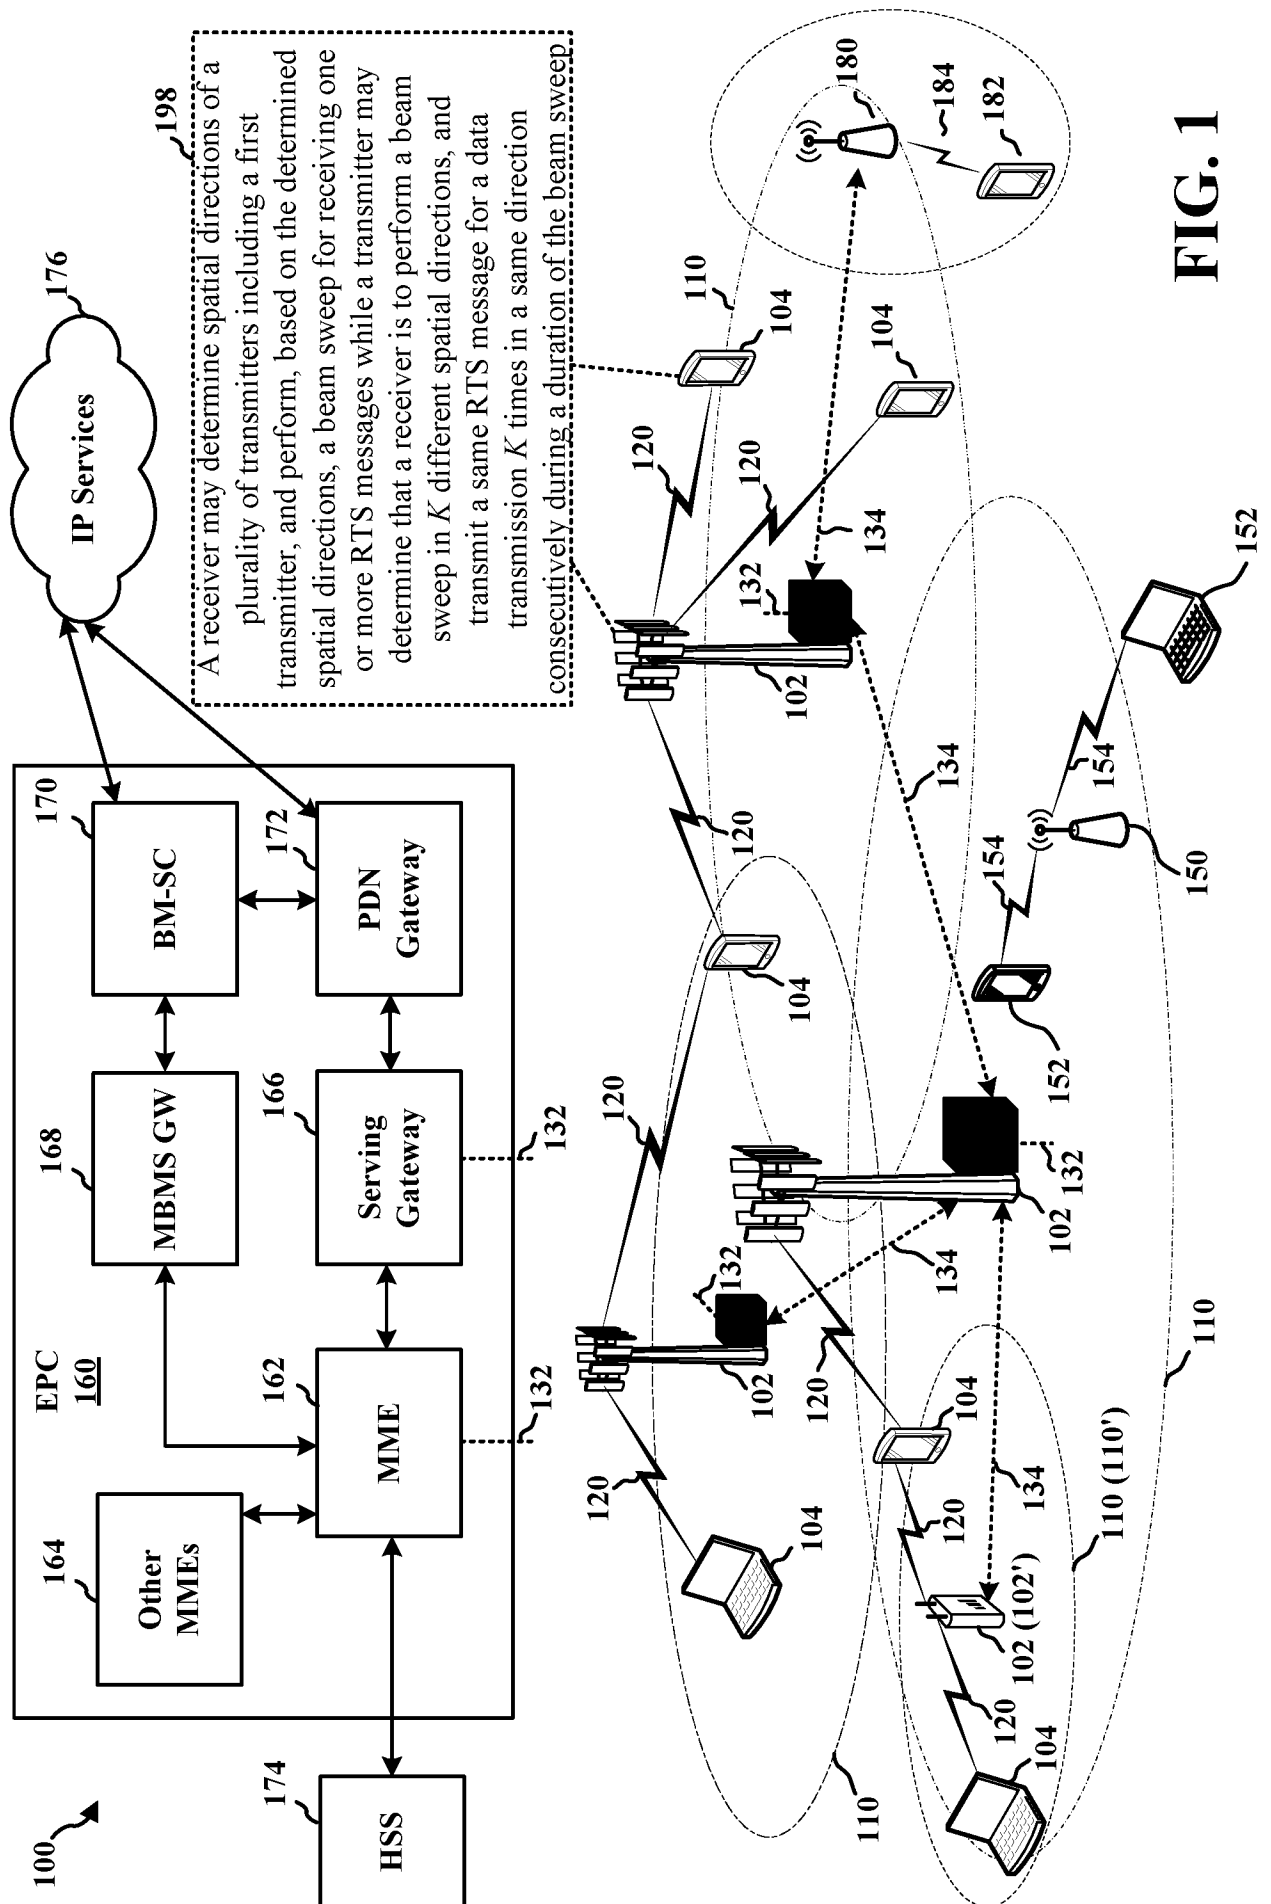 100
EPC
160
164
Other
MMEs
168
MBMS GW
170
BM-SC
176
IP Services
174
HSS
162
MME
166
Serving
Gateway
172
PDN
Gateway
132
132
198
A receiver may determine spatial directions of a
plurality of transmitters including a first
transmitter, and perform, based on the determined
spatial directions, a beam sweep for receiving one
or more RTS messages while a transmitter may
determine that a receiver is to perform a beam
sweep in K different spatial directions, and
transmit a same RTS message for a data
transmission K times in a same direction
consecutively during a duration of the beam sweep
120
120
120
110
104
120
120
132
180
104
132
102
102
104
104
134
104
184
110
120
134
134
182
104
120
152
154
102 (102')
134
102
132
152
154
120
104
110 (110')
110
150
152
FIG. 1